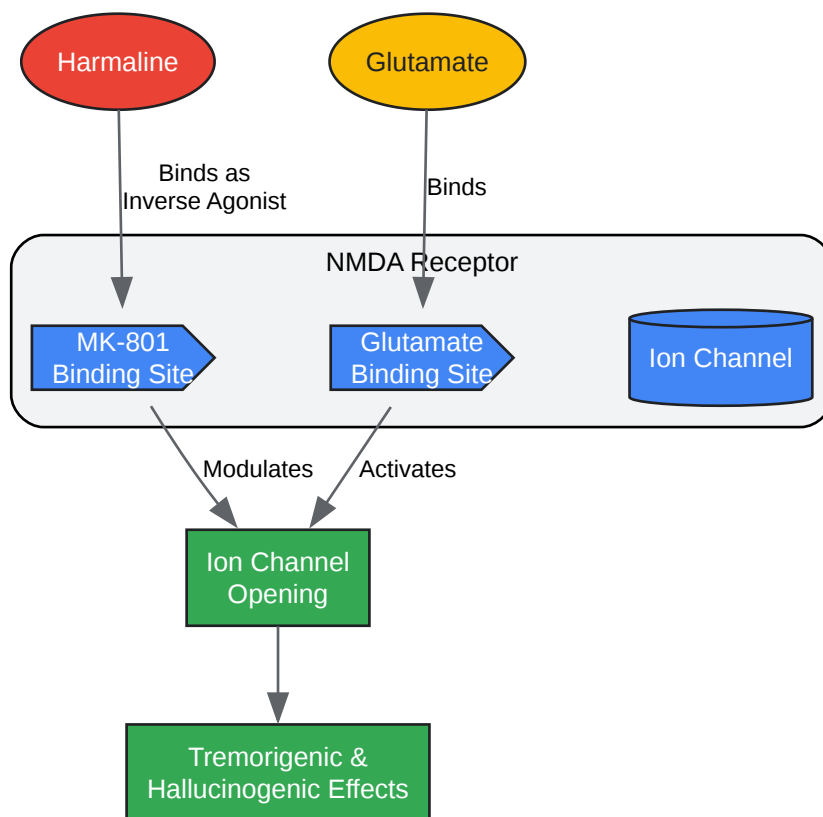 Harmaline
Glutamate
Binds as
Inverse Agonist
Binds
NMDA Receptor
MK-801
Binding Site
Glutamate
Binding Site
Ion Channel
Modulates
Activates
Ion Channel
Opening
Tremorigenic &
Hallucinogenic Effects